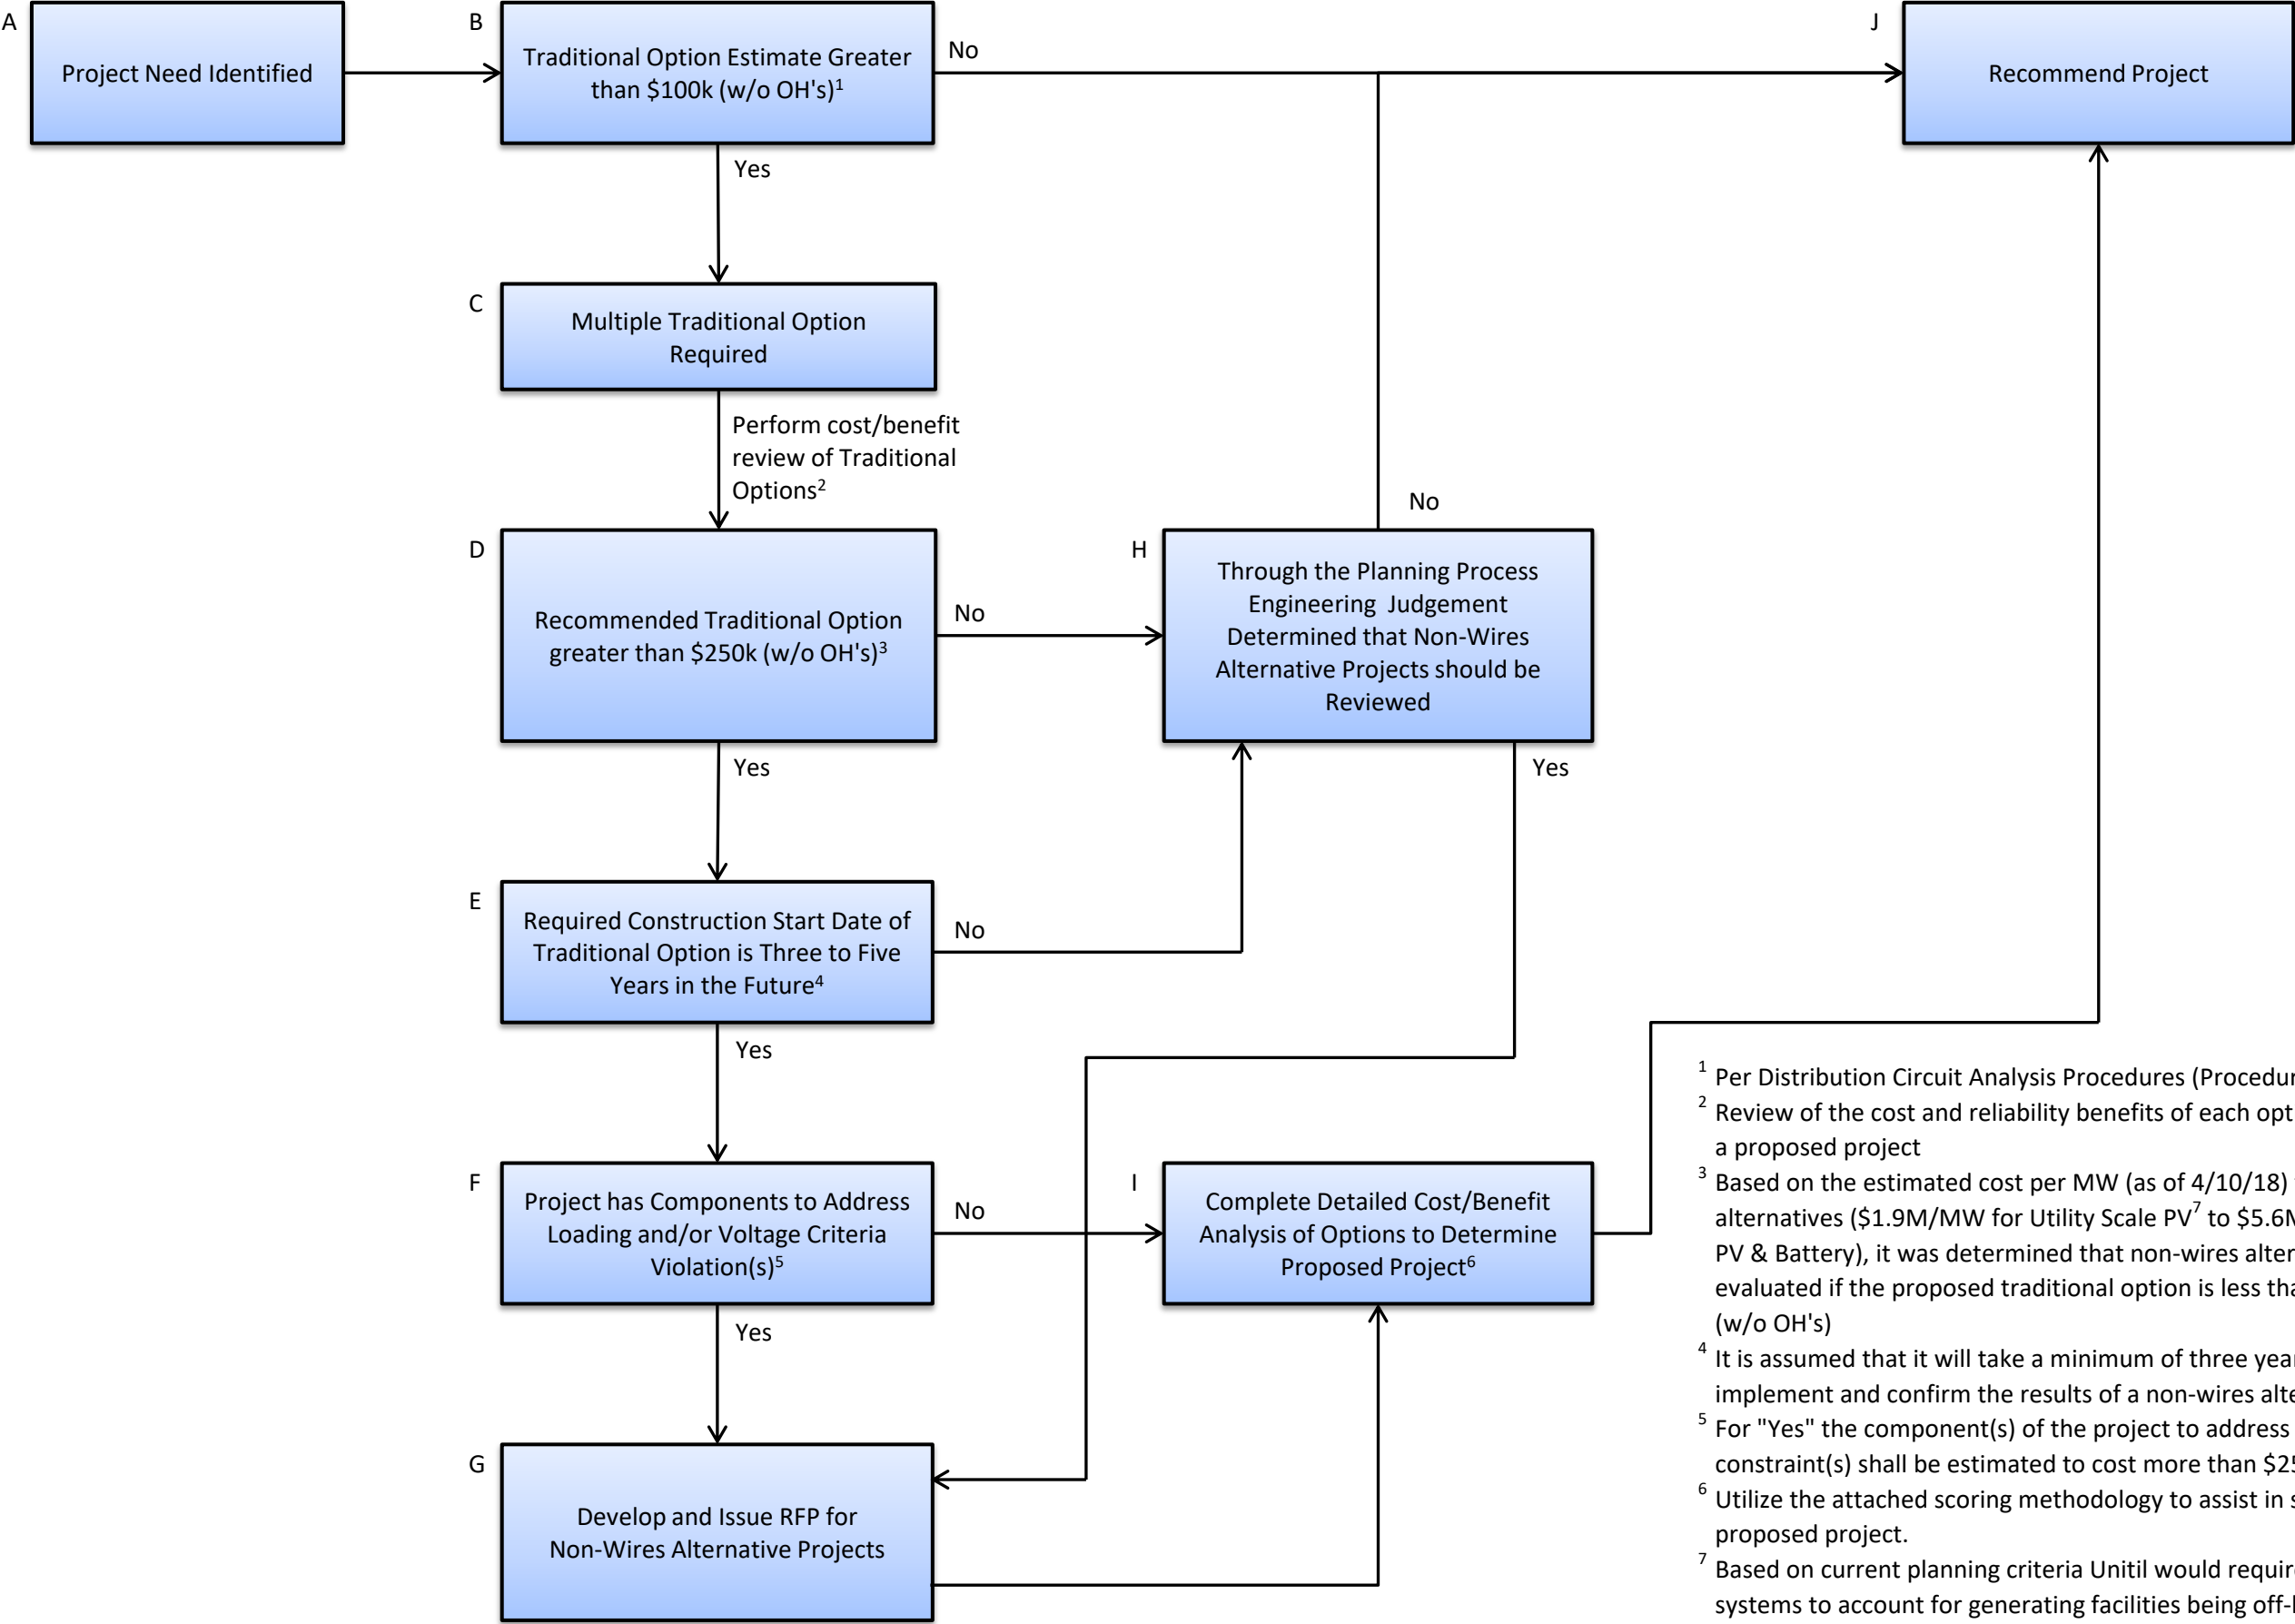 A
Project Need Identified
B
Traditional Option Estimate Greater
than $100k (w/o OH's)¹
No
J
Recommend Project
Yes
C
Multiple Traditional Option
Required
Perform cost/benefit
review of Traditional
Options²
No
D
Recommended Traditional Option
greater than $250k (w/o OH's)³
No
H
Through the Planning Process
Engineering Judgement
Determined that Non-Wires
Alternative Projects should be
Reviewed
Yes
Yes
E
Required Construction Start Date of
Traditional Option is Three to Five
Years in the Future⁴
No
Yes
F
Project has Components to Address
Loading and/or Voltage Criteria
Violation(s)⁵
No
I
Complete Detailed Cost/Benefit
Analysis of Options to Determine
Proposed Project⁶
Yes
G
Develop and Issue RFP for
Non-Wires Alternative Projects
¹ Per Distribution Circuit Analysis Procedures
² Review of the cost and reliability benefits of each
a proposed project
³ Based on the estimated cost per MW (as of 4/10/18)
alternatives ($1.9M/MW for Utility Scale PV⁷ to
PV & Battery), it was determined that non-wires
evaluated if the proposed traditional option is less
(w/o OH's)
⁴ It is assumed that it will take a minimum of three
implement and confirm the results of a non-wires
⁵ For "Yes" the component(s) of the project to address
constraint(s) shall be estimated to cost more than
⁶ Utilize the attached scoring methodology to assist in
proposed project.
⁷ Based on current planning criteria Unitil would
systems to account for generating facilities being